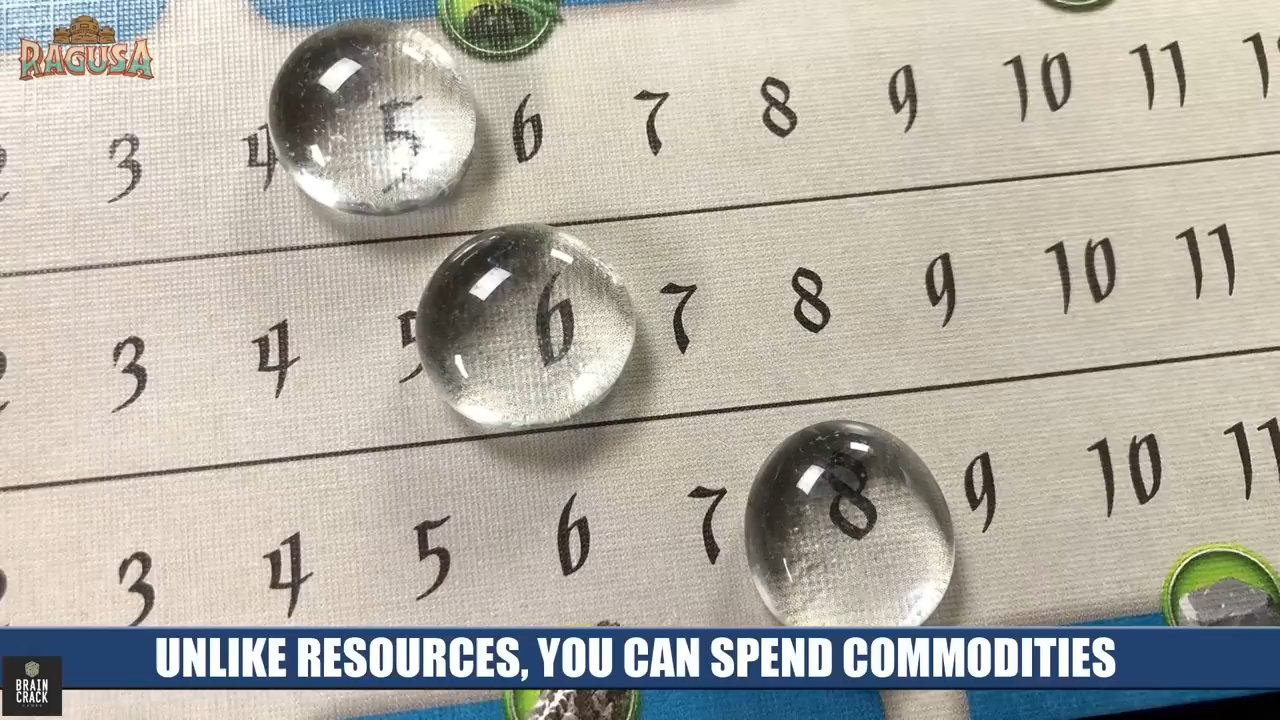 RAGUSA
3 4 5 6 7 8 9 10 11
3 4 5 6 7 8 9 10 11
3 4 5 6 7 8 9 10 11
UNLIKE RESOURCES, YOU CAN SPEND COMMODITIES
BRAIN
CRACK
GAMES